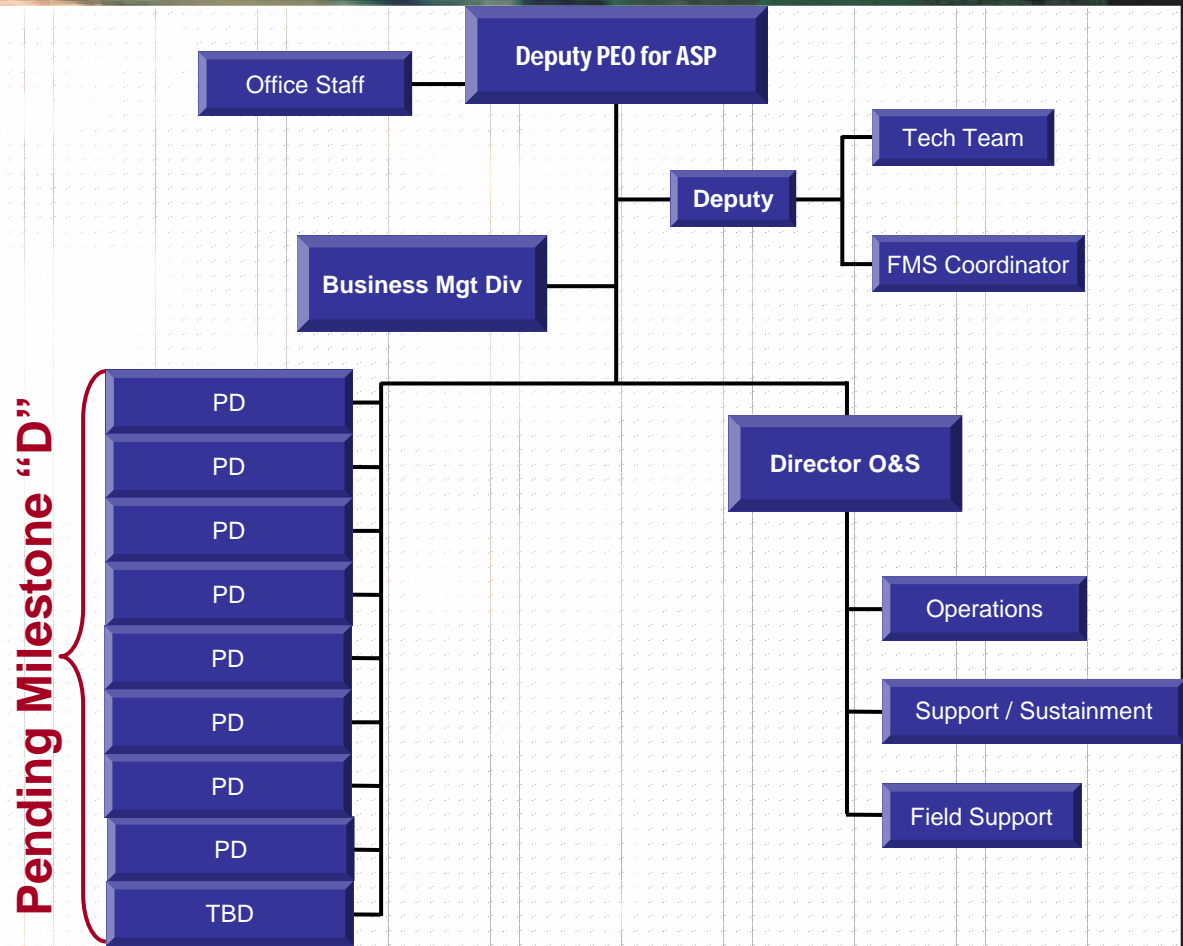 Deputy PEO for ASP
Office Staff
Tech Team
Deputy
FMS Coordinator
Business Mgt Div
Pending Milestone “D”
PD
PD
PD
PD
PD
PD
PD
PD
TBD
Director O&S
Operations
Support / Sustainment
Field Support